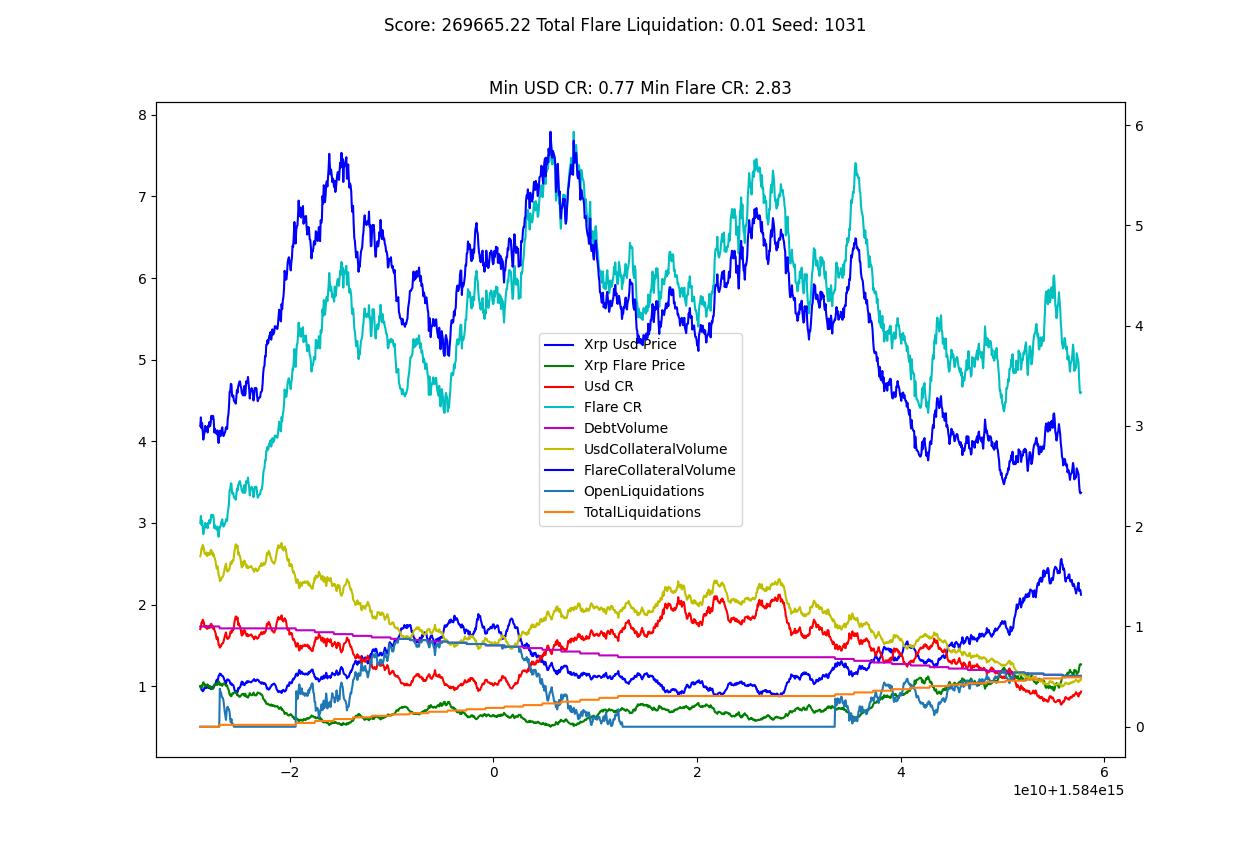 Score: 269665.22 Total Flare Liquidation: 0.01 Seed: 1031
Min USD CR: 0.77 Min Flare CR: 2.83
8
7
6
5
4
3
2
1
6
5
4
3
2
1
0
Xrp Usd Price
Xrp Flare Price
Usd CR
Flare CR
DebtVolume
UsdCollateralVolume
FlareCollateralVolume
OpenLiquidations
TotalLiquidations
−2 0 2 4 6
1e10+1.584e15